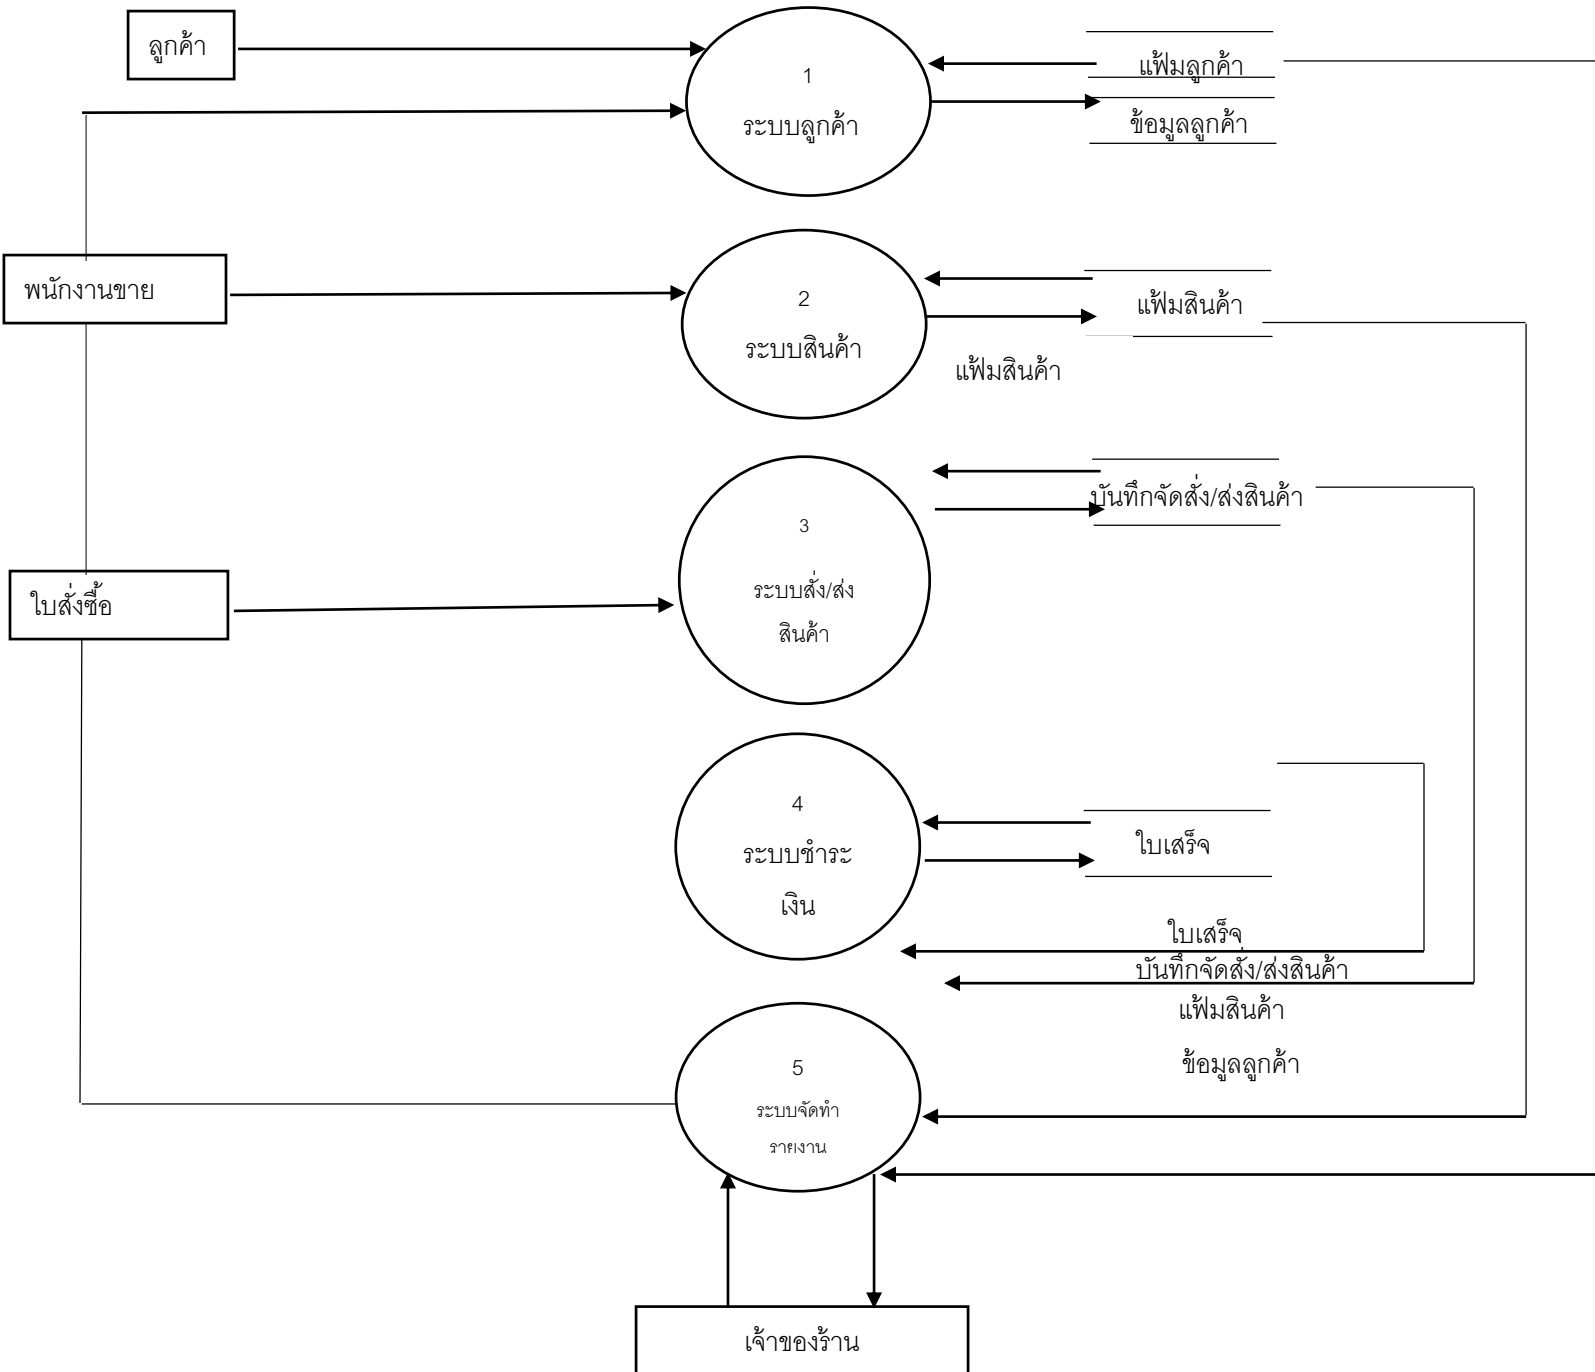 ลูกค้า
1
ระบบลูกค้า
แฟ้มลูกค้า
ข้อมูลลูกค้า
พนักงานขาย
2
ระบบสินค้า
แฟ้มสินค้า
แฟ้มสินค้า
บันทึกจัดสั่ง/ส่งสินค้า
3
ระบบสั่ง/ส่ง
สินค้า
ใบสั่งซื้อ
4
ระบบชำระ
เงิน
ใบเสร็จ
ใบเสร็จ
บันทึกจัดสั่ง/ส่งสินค้า
แฟ้มสินค้า
ข้อมูลลูกค้า
5
ระบบจัดทำ
รายงาน
เจ้าของร้าน